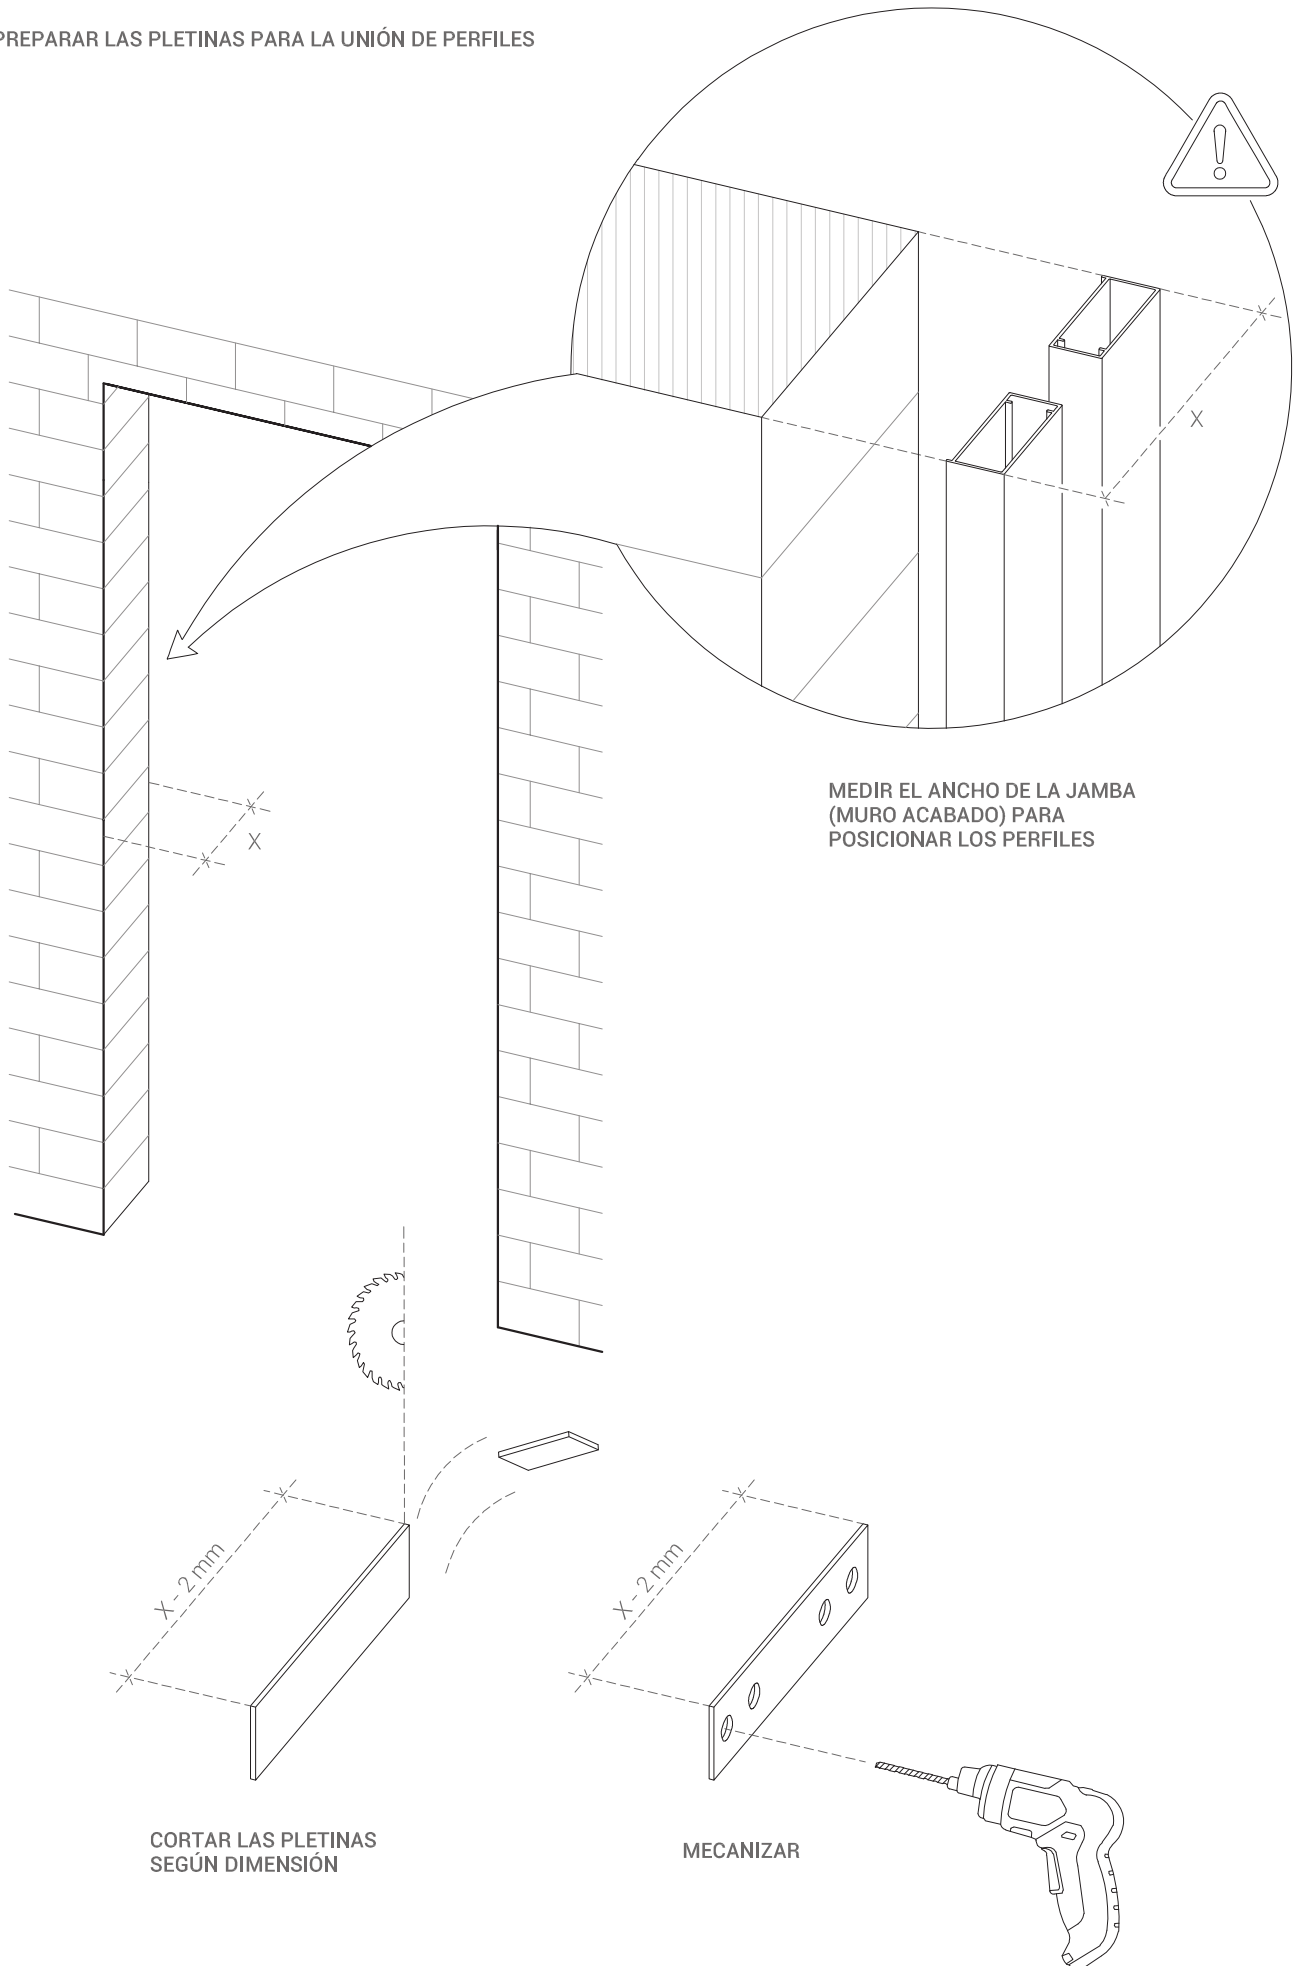 PREPARAR LAS PLETINAS PARA LA UNIÓN DE PERFILES
X
X
MEDIR EL ANCHO DE LA JAMBA
(MURO ACABADO) PARA
POSICIONAR LOS PERFILES
X - 2 mm
X - 2 mm
CORTAR LAS PLETINAS
SEGÚN DIMENSIÓN
MECANIZAR